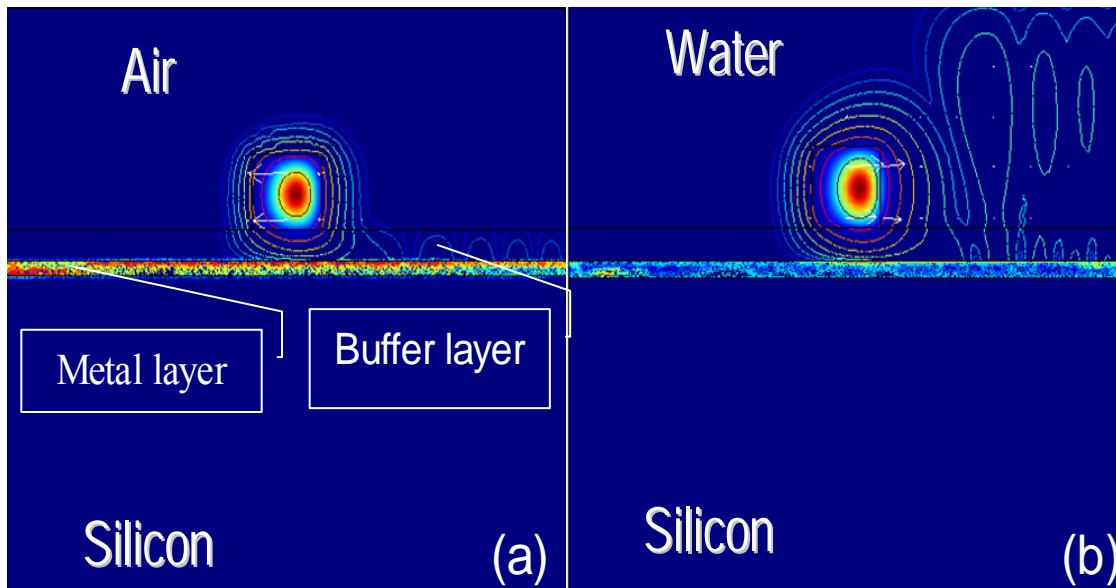 Air
Water
Metal layer
Buffer layer
Silicon
(a)
Silicon
(b)